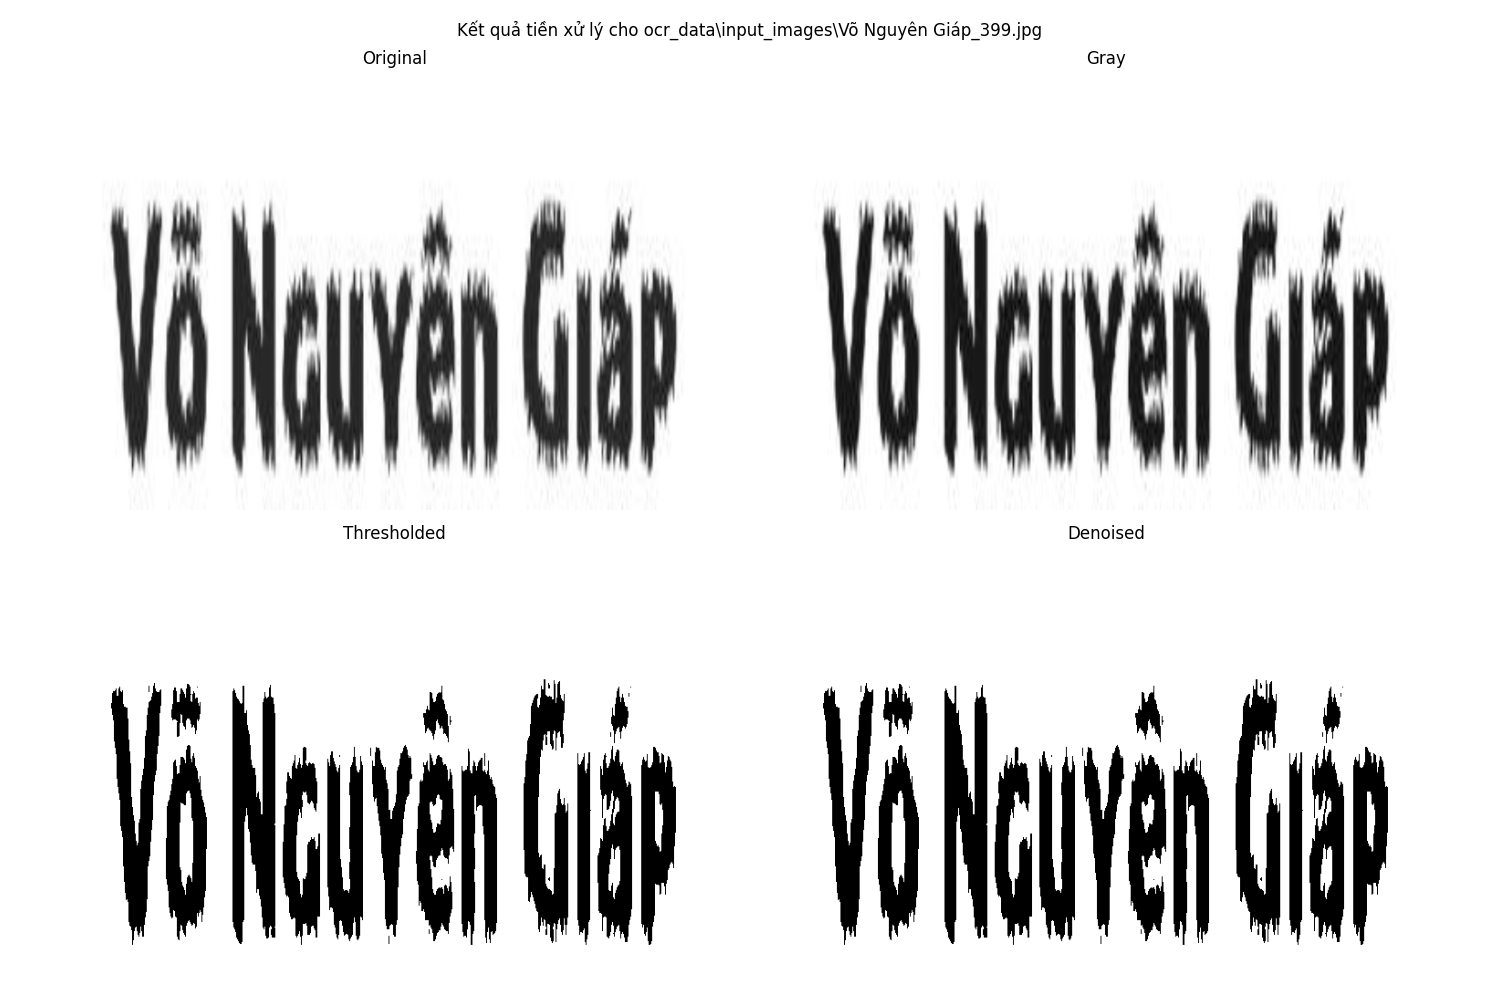 Kết quả tiền xử lý cho ocr_data\input_images\Võ Nguyên Giáp_399.jpg
Original
Gray
Võ Nguyên Giáp
Võ Nguyên Giáp
Thresholded
Denoised
Võ Nguyên Giáp
Võ Nguyên Giáp